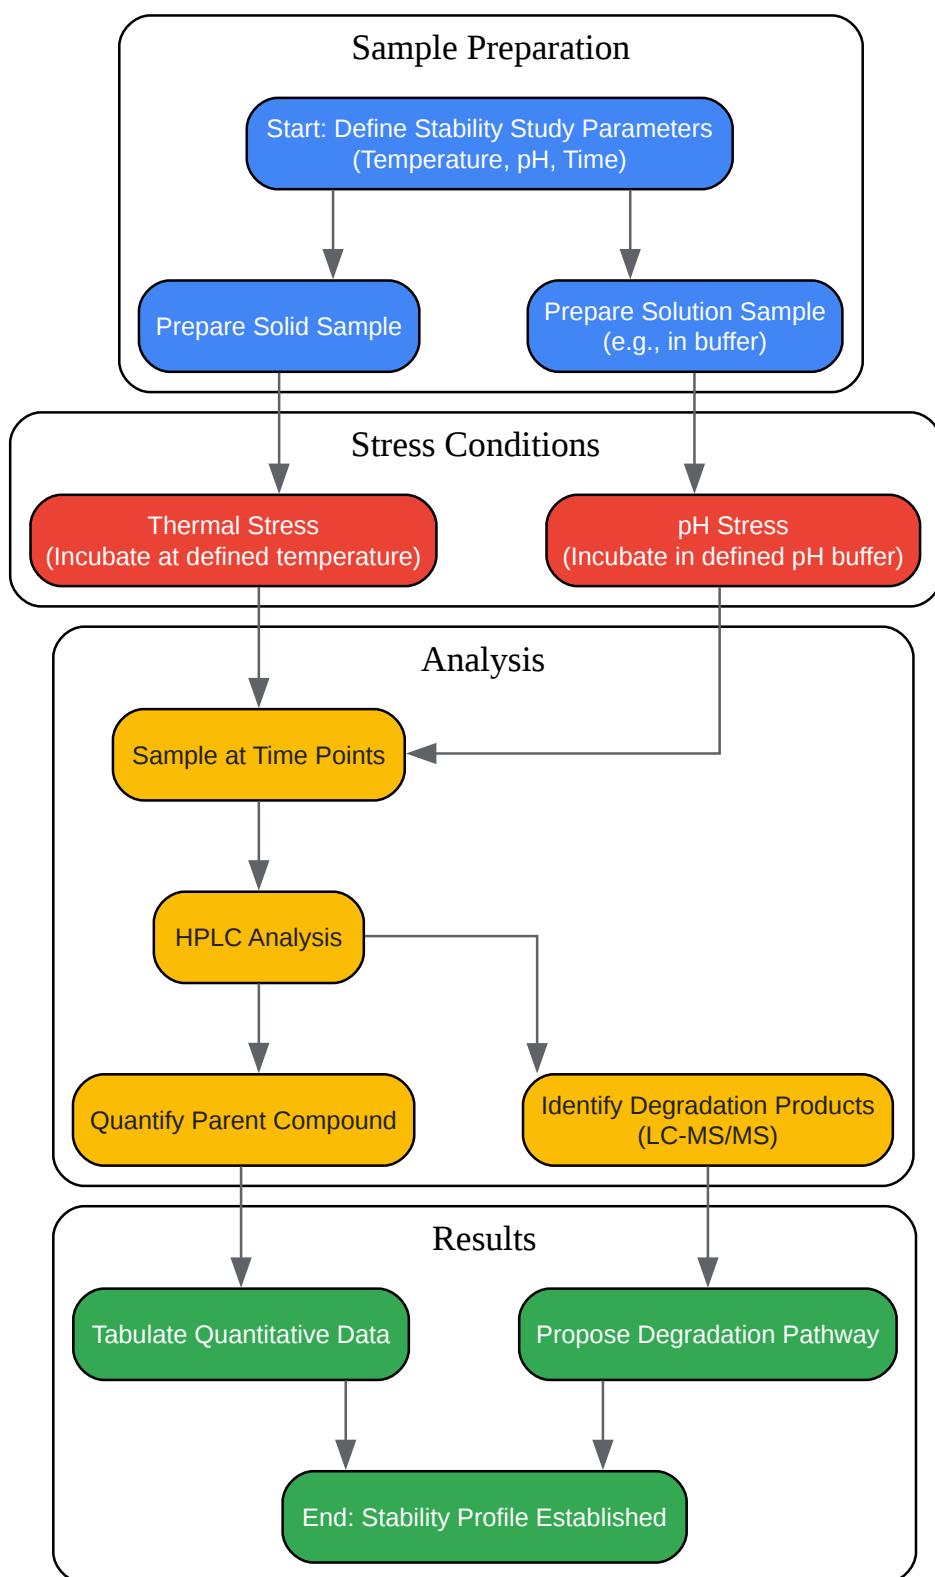 Sample Preparation
Start: Define Stability Study Parameters
(Temperature, pH, Time)
Prepare Solid Sample
Prepare Solution Sample
(e.g., in buffer)
Stress Conditions
Thermal Stress
(Incubate at defined temperature)
pH Stress
(Incubate in defined pH buffer)
Analysis
Sample at Time Points
HPLC Analysis
Quantify Parent Compound
Identify Degradation Products
(LC-MS/MS)
Results
Tabulate Quantitative Data
Propose Degradation Pathway
End: Stability Profile Established